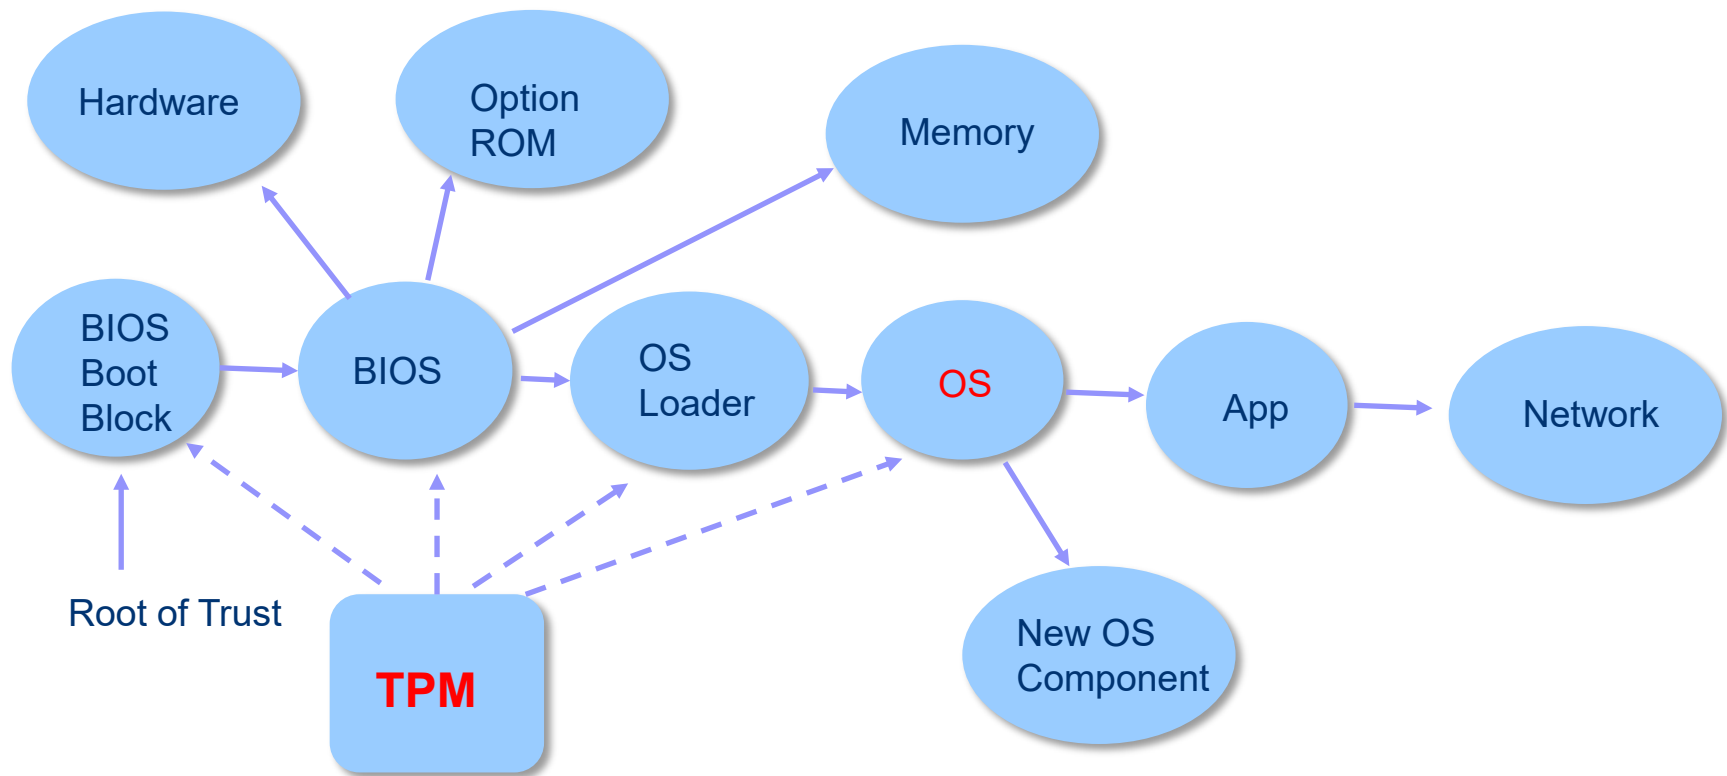 Hardware
Option
ROM
Memory
BIOS
Boot
Block
BIOS
OS
Loader
OS
App
Network
Root of Trust
TPM
New OS
Component